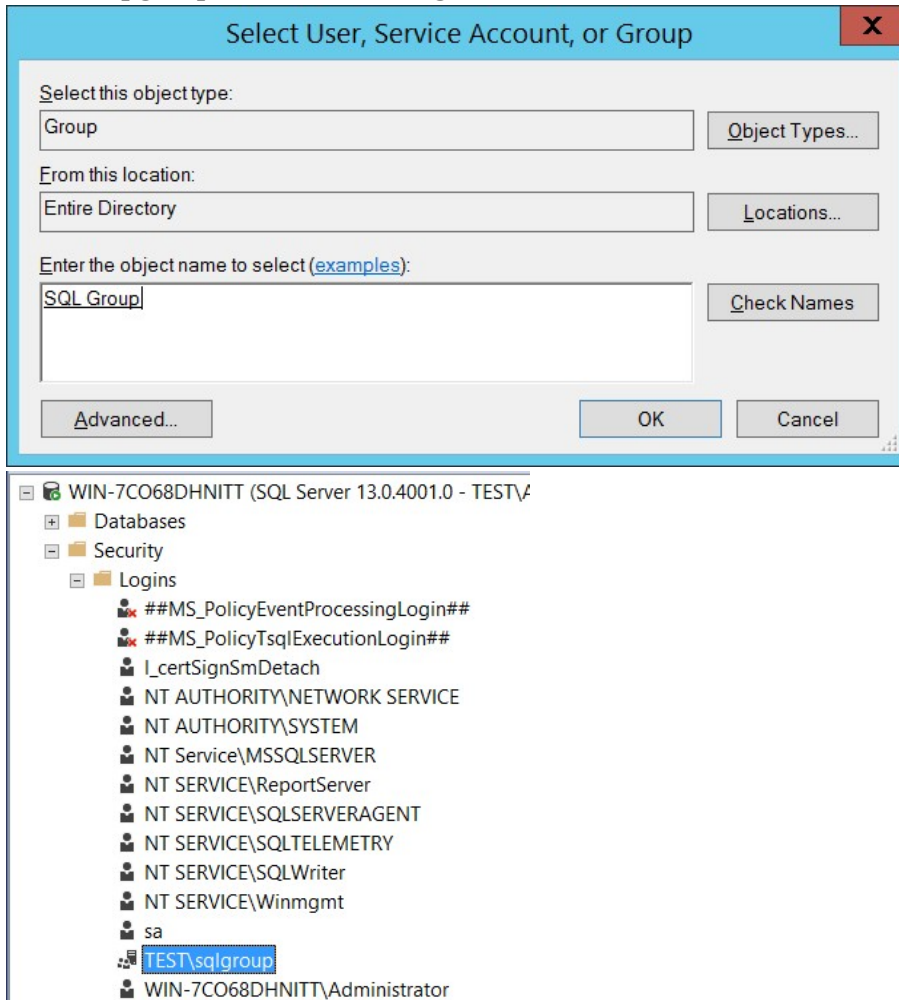 Select User, Service Account, or Group
X
Select this object type:
Group
Object Types...
From this location:
Entire Directory
Locations...
Enter the object name to select (examples):
SQL Group
Check Names
Advanced...
OK
Cancel
WIN-7CO68DHNITT (SQL Server 13.0.4001.0 - TEST\A
Databases
Security
Logins
##MS_PolicyEventProcessingLogin##
##MS_PolicyTsqlExecutionLogin##
I_certSignSmDetach
NT AUTHORITY\NETWORK SERVICE
NT AUTHORITY\SYSTEM
NT Service\MSSQLSERVER
NT SERVICE\ReportServer
NT SERVICE\SQLSERVERAGENT
NT SERVICE\SQLTELEMETRY
NT SERVICE\SQLWriter
NT SERVICE\Winmgmt
sa
TEST\sqlgroup
WIN-7CO68DHNITT\Administrator